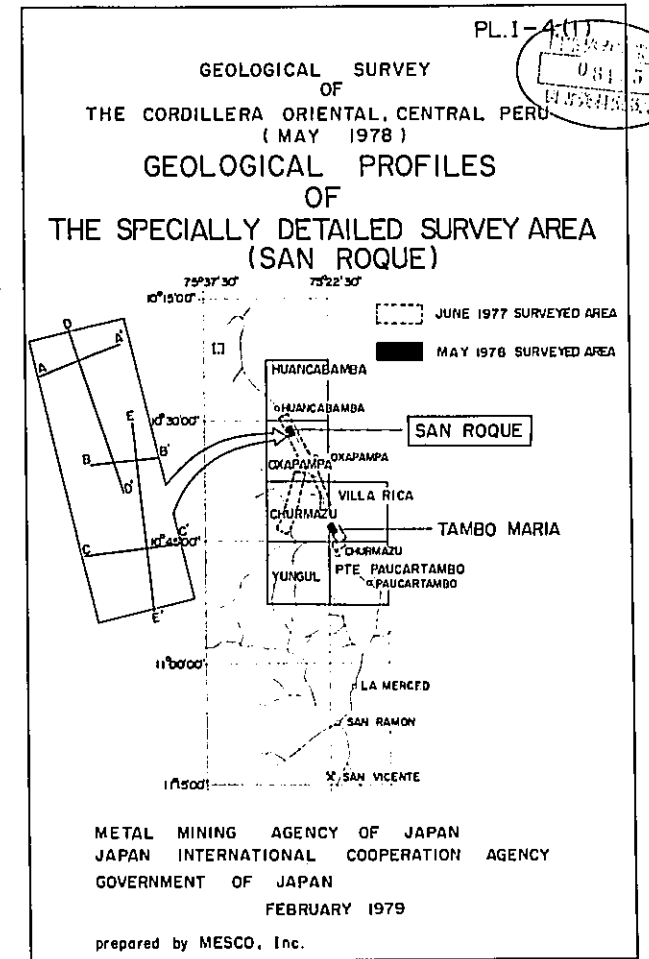 PL.I-4.(1)
084.5
GEOLOGICAL SURVEY
OF
THE CORDILLERA ORIENTAL, CENTRAL PERU
( MAY 1978 )
GEOLOGICAL PROFILES
OF
THE SPECIALLY DETAILED SURVEY AREA
(SAN ROQUE)
75°37'30" 75°22'30"
10°15'00"
JUNE 1977 SURVEYED AREA
MAY 1978 SURVEYED AREA
D
A A'
E
B B'
D'
C C'
E'
HUANCABAMBA
HUANCABAMBA
10°30'00"
SAN ROQUE
OXAPAMPA OXAPAMPA
VILLA RICA
CHURMAZU
TAMBO MARIA
10°45'00"
CHURMAZU
YUNGUL PTE PAUCARTAMBO
PAUCARTAMBO
11°00'00"
LA MERCED
SAN RAMON
SAN VICENTE
11°15'00"
METAL MINING AGENCY OF JAPAN
JAPAN INTERNATIONAL COOPERATION AGENCY
GOVERNMENT OF JAPAN
FEBRUARY 1979
prepared by MESCO, Inc.